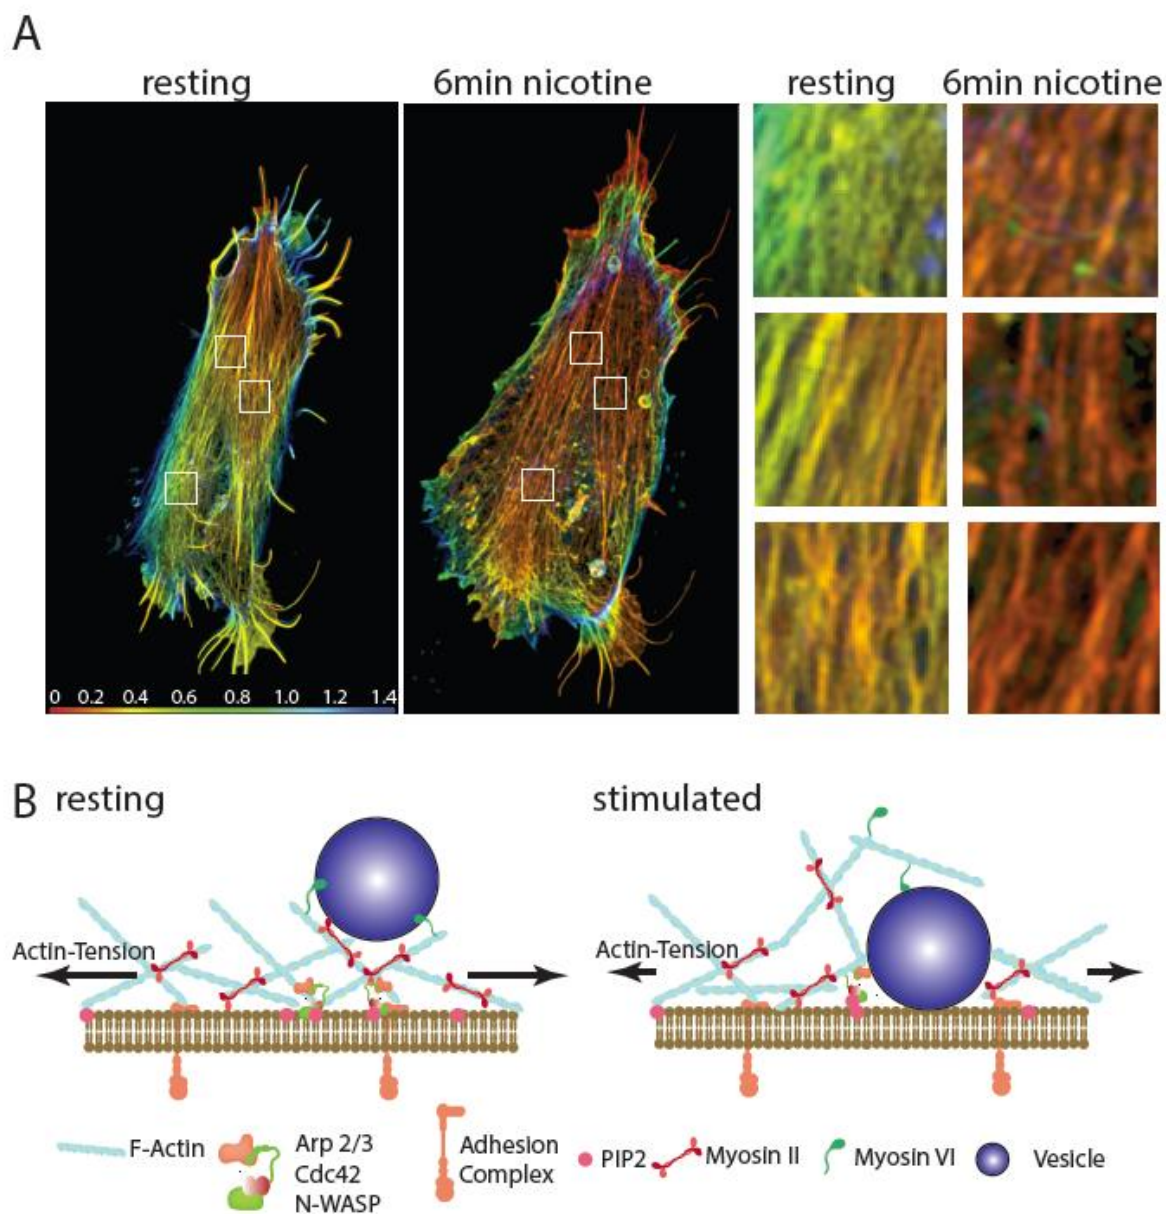 A
resting
6min nicotine
resting
6min nicotine
0 0.2 0.4 0.6 0.8 1.0 1.2 1.4
B
resting
stimulated
Actin-Tension
Actin-Tension
F-Actin
Arp 2/3
Cdc42
N-WASP
Adhesion
Complex
PIP2
Myosin II
Myosin VI
Vesicle